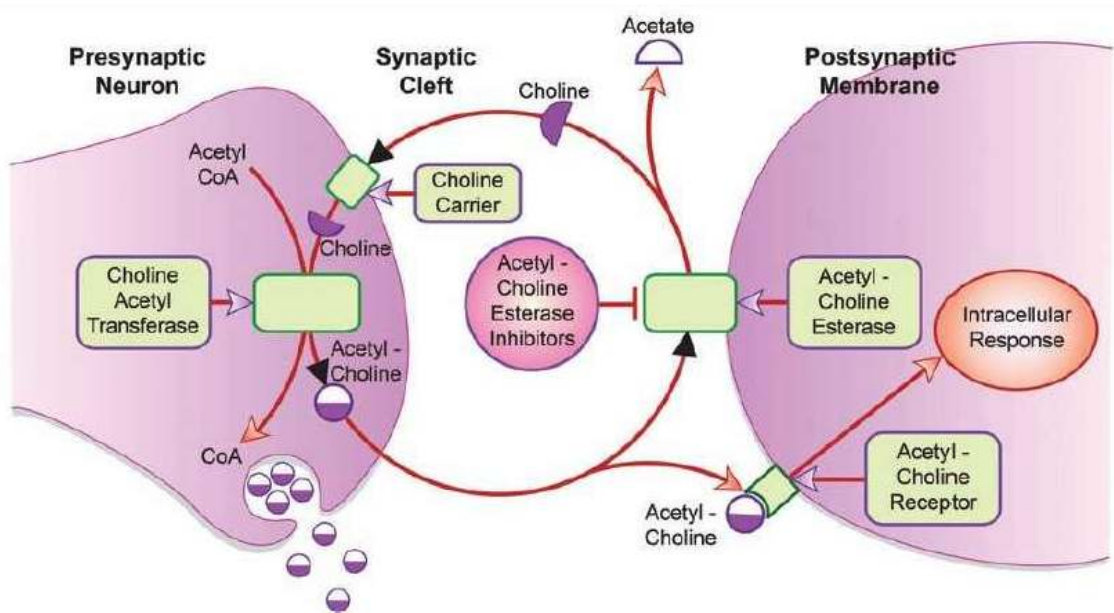 Presynaptic
Neuron
Synaptic
Cleft
Acetate
Postsynaptic
Membrane
Choline
Acetyl
CoA
Choline
Carrier
Choline
Choline
Acetyl
Transferase
Acetyl -
Choline
Esterase
Inhibitors
Acetyl -
Choline
Esterase
Intracellular
Response
Acetyl -
Choline
CoA
Acetyl -
Choline
Acetyl -
Choline
Receptor